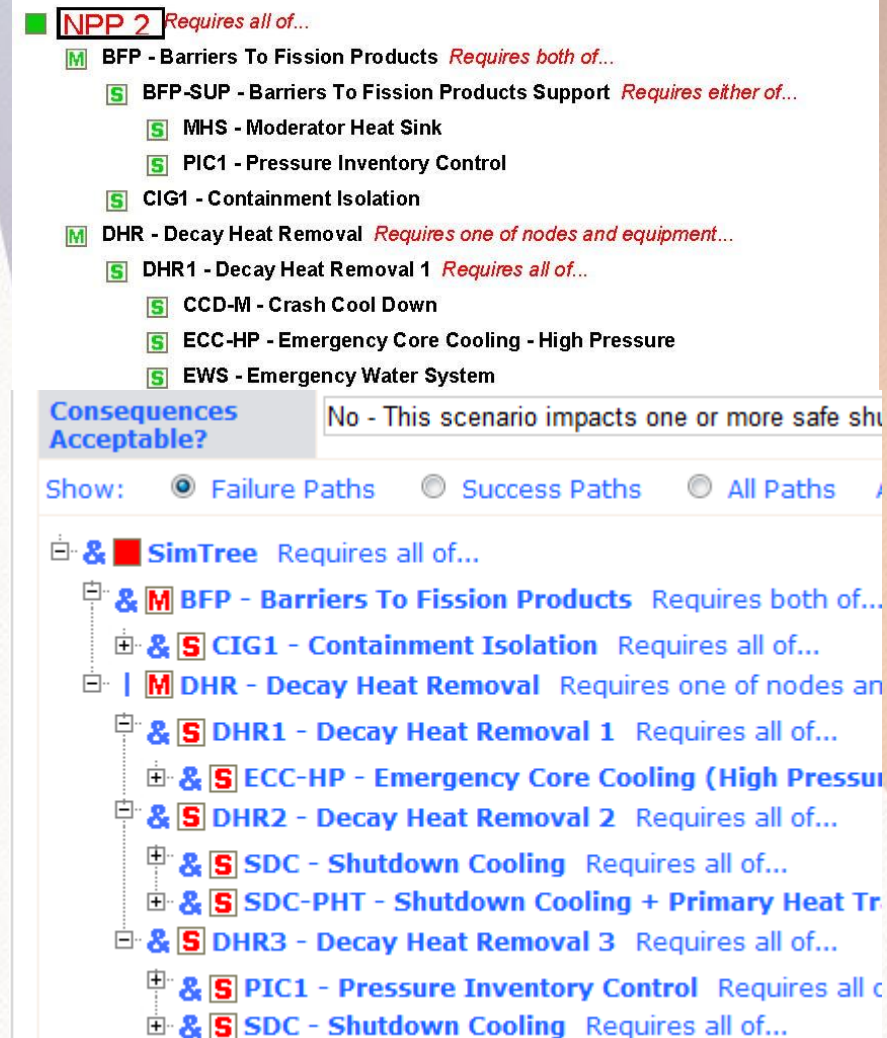 NPP 2 Requires all of...
M BFP - Barriers To Fission Products Requires both of...
S BFP-SUP - Barriers To Fission Products Support Requires either of...
S MHS - Moderator Heat Sink
S PIC1 - Pressure Inventory Control
S CIG1 - Containment Isolation
M DHR - Decay Heat Removal Requires one of nodes and equipment...
S DHR1 - Decay Heat Removal 1 Requires all of...
S CCD-M - Crash Cool Down
S ECC-HP - Emergency Core Cooling - High Pressure
S EWS - Emergency Water System
Consequences Acceptable? No - This scenario impacts one or more safe shu
Show: Failure Paths Success Paths All Paths
& SimTree Requires all of...
& M BFP - Barriers To Fission Products Requires both of...
& S CIG1 - Containment Isolation Requires all of...
| M DHR - Decay Heat Removal Requires one of nodes an
& S DHR1 - Decay Heat Removal 1 Requires all of...
& S ECC-HP - Emergency Core Cooling (High Pressur
& S DHR2 - Decay Heat Removal 2 Requires all of...
& S SDC - Shutdown Cooling Requires all of...
& S SDC-PHT - Shutdown Cooling + Primary Heat Tr
& S DHR3 - Decay Heat Removal 3 Requires all of...
& S PIC1 - Pressure Inventory Control Requires all
& S SDC - Shutdown Cooling Requires all of...